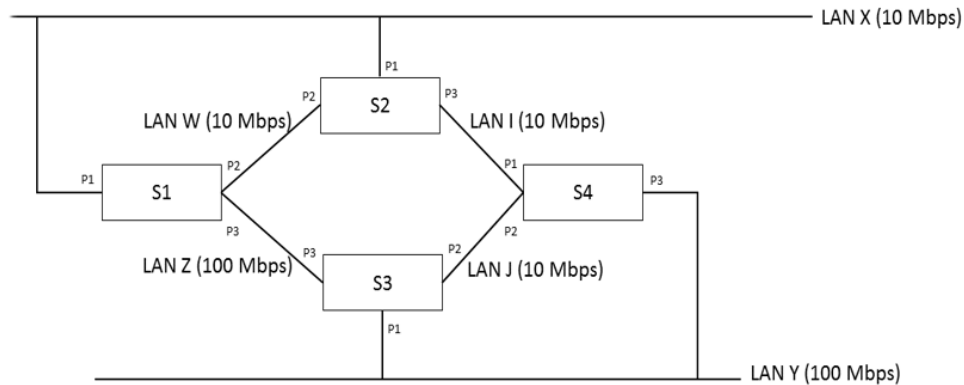 LAN X (10 Mbps)
P1
P2
S2
P3
LAN W (10 Mbps)
LAN I (10 Mbps)
P1
S1
P2
P1
S4
P3
P3
P2
LAN Z (100 Mbps)
P3
S3
P2
LAN J (10 Mbps)
P1
LAN Y (100 Mbps)